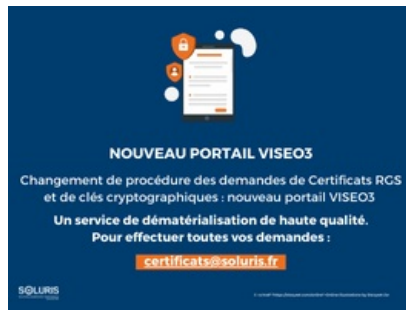 NOUVEAU PORTAIL VISEO3
Changement de procédure des demandes de Certificats RGS
et de clés cryptographiques : nouveau portail VISEO3
Un service de dématérialisation de haute qualité.
Pour effectuer toutes vos demandes :
certificats@soluris.fr
SOLURIS